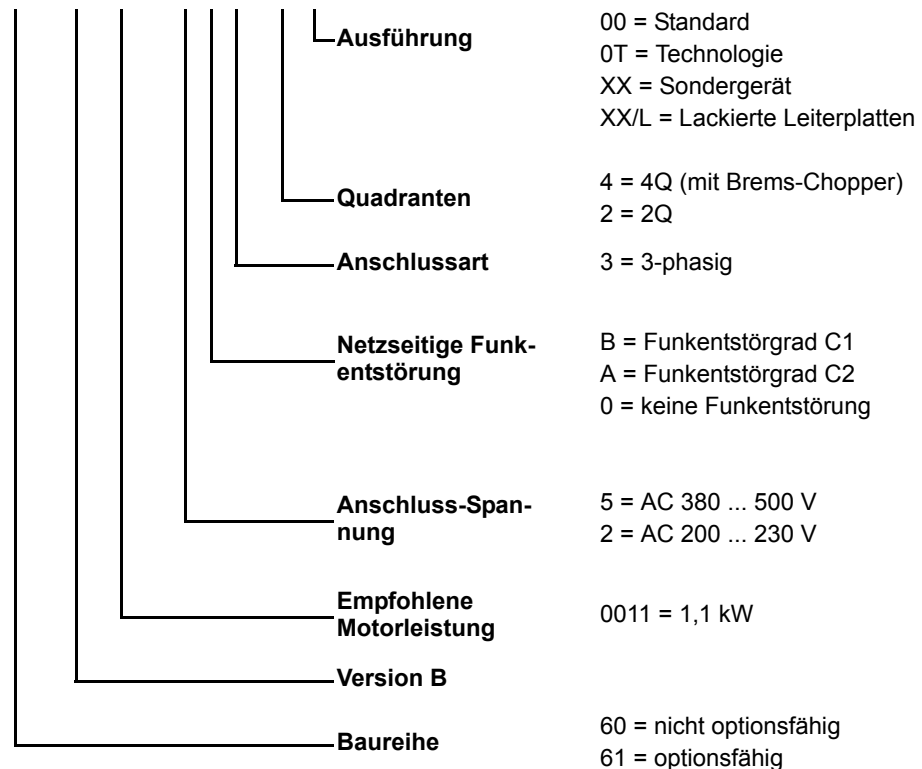 Ausführung
00 = Standard
0T = Technologie
XX = Sondergerät
XX/L = Lackierte Leiterplatten
Quadranten
4 = 4Q (mit Brems-Chopper)
2 = 2Q
Anschlussart
3 = 3-phasig
Netzseitige Funk-
entstörung
B = Funkentstörgrad C1
A = Funkentstörgrad C2
0 = keine Funkentstörung
Anschluss-Span-
nung
5 = AC 380 ... 500 V
2 = AC 200 ... 230 V
Empfohlene
Motorleistung
0011 = 1,1 kW
Version B
Baureihe
60 = nicht optionsfähig
61 = optionsfähig